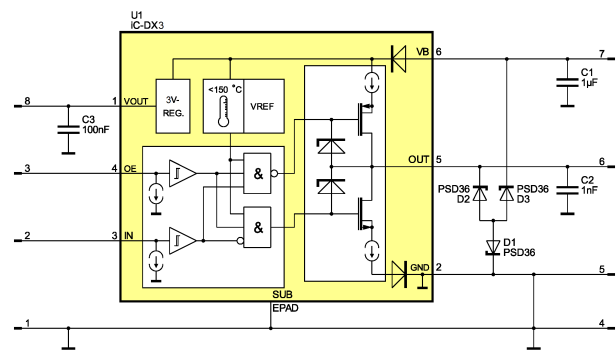 U1
iC-DX3
VB 6
7
C1
1µF
8
1 VOUT
3V-
REG.
<150 °C
VREF
C3
100nF
3
4 OE
&
OUT 5
6
PSD36
D2
PSD36
D3
C2
1nF
&
2
3 IN
D1
PSD36
GND 2
5
SUB
EPAD
1
4